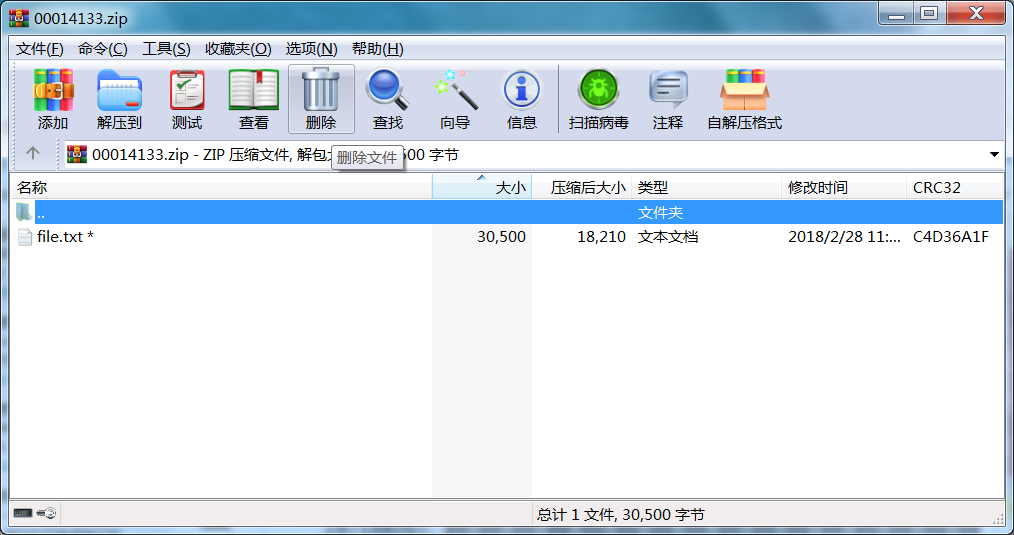 00014133.zip
文件(F) 命令(C) 工具(S) 收藏夹(O) 选项(N) 帮助(H)
添加 解压到 测试 查看 删除 查找 向导 信息 扫描病毒 注释 自解压格式
00014133.zip - ZIP 压缩文件, 解包 00 字节
删除文件
名称 大小 压缩后大小 类型 修改时间 CRC32
.. 文件夹
file.txt * 30,500 18,210 文本文档 2018/2/28 11:... C4D36A1F
总计 1 文件, 30,500 字节